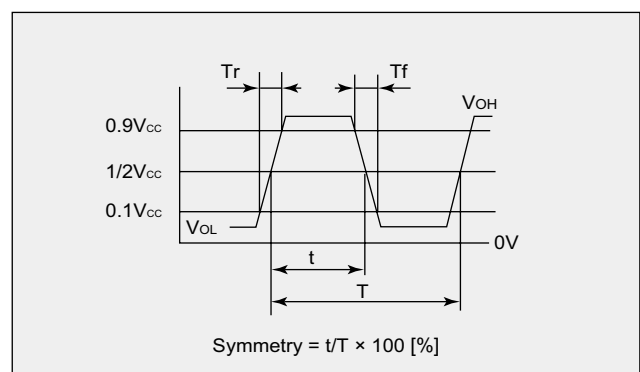 Tr
Tf
VOH
0.9Vcc
1/2Vcc
0.1Vcc
VOL
0V
t
T
Symmetry = t/T × 100 [%]